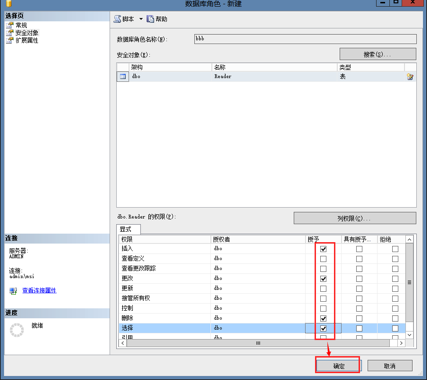 数据库角色 - 新建
选择页
常规
安全对象
扩展属性
脚本 帮助
数据库角色名称(N): bbb
安全对象(E): 搜索(S)...
架构 名称 类型
dbo Reader 表
dbo.Reader 的权限(P): 列权限(C)...
显式
权限 授权者 授予 具有授予... 拒绝
插入 dbo
查看定义 dbo
查看更改跟踪 dbo
更改 dbo
更新 dbo
接管所有权 dbo
控制 dbo
删除 dbo
选择 dbo
引用 dbo
连接
服务器:
ADMIN
连接:
查看连接属性
进度
就绪
确定 取消